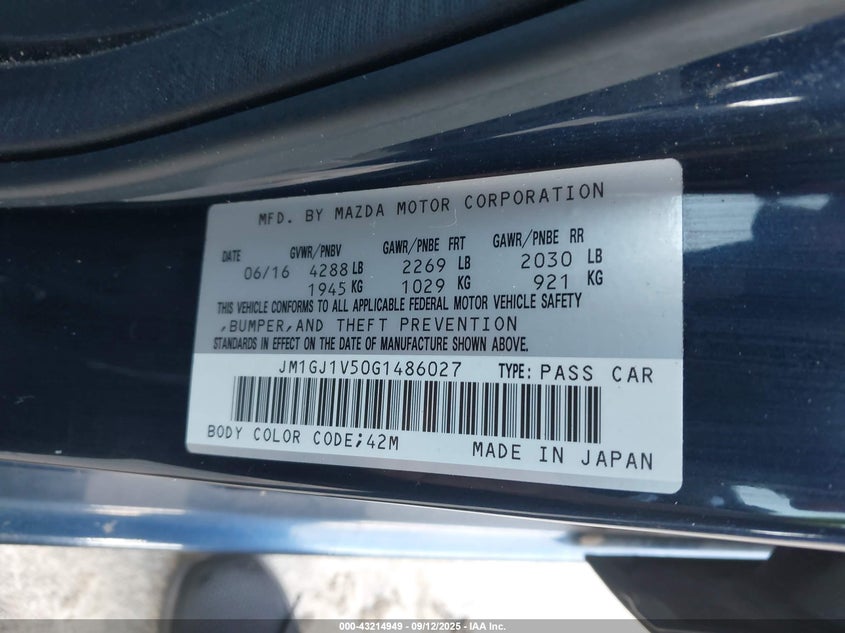 MFD. BY MAZDA MOTOR CORPORATION
DATE GVWR/PNBV GAWR/PNBE FRT GAWR/PNBE RR
06/16 4288 LB 2269 LB 2030 LB
1945 KG 1029 KG 921 KG
THIS VEHICLE CONFORMS TO ALL APPLICABLE FEDERAL MOTOR VEHICLE SAFETY
,BUMPER,AND THEFT PREVENTION
STANDARDS IN EFFECT ON THE DATE OF MANUFACTURE SHOWN ABOVE.
JM1GJ1V50G1486027 TYPE: PASS CAR
BODY COLOR CODE;42M MADE IN JAPAN
000-43214949 - 09/12/2025 - IAA Inc.